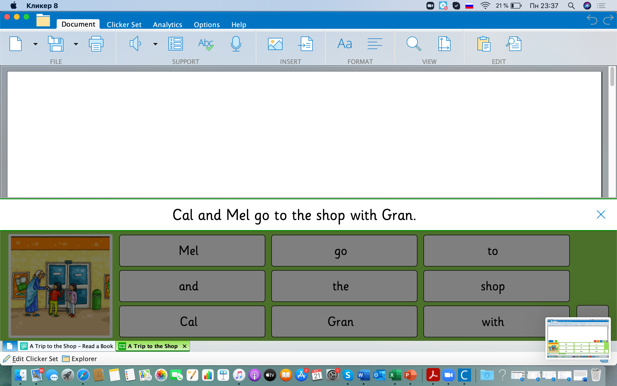 Кликер 8
21 %
Пн 23:37
Document
Clicker Set
Analytics
Options
Help
Abc
Aa
FILE
SUPPORT
INSERT
FORMAT
VIEW
EDIT
Cal and Mel go to the shop with Gran.
Mel
go
to
and
the
shop
Cal
Gran
with
A Trip to the Shop – Read a Book
A Trip to the Shop
Edit Clicker Set
Explorer